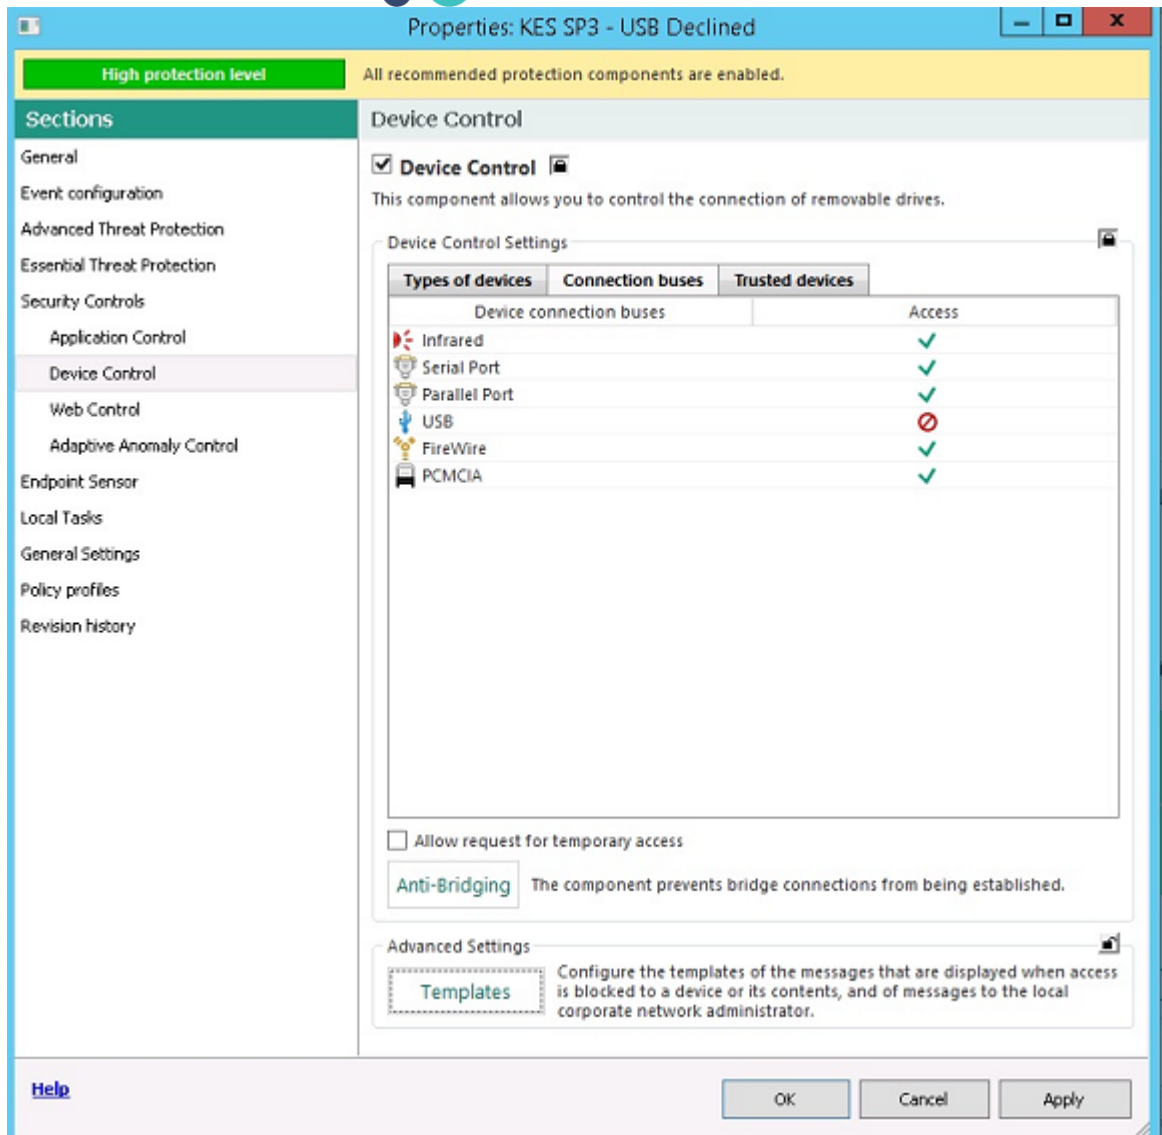 Properties: KES SP3 - USB Declined
High protection level
All recommended protection components are enabled.
Sections
General
Event configuration
Advanced Threat Protection
Essential Threat Protection
Security Controls
Application Control
Device Control
Web Control
Adaptive Anomaly Control
Endpoint Sensor
Local Tasks
General Settings
Policy profiles
Revision history
Device Control
Device Control
This component allows you to control the connection of removable drives.
Device Control Settings
Types of devices Connection buses Trusted devices
Device connection buses Access
Infrared
Serial Port
Parallel Port
USB
FireWire
PCMCIA
Allow request for temporary access
Anti-Bridging The component prevents bridge connections from being established.
Advanced Settings
Templates
Configure the templates of the messages that are displayed when access
is blocked to a device or its contents, and of messages to the local
corporate network administrator.
Help
OK Cancel Apply